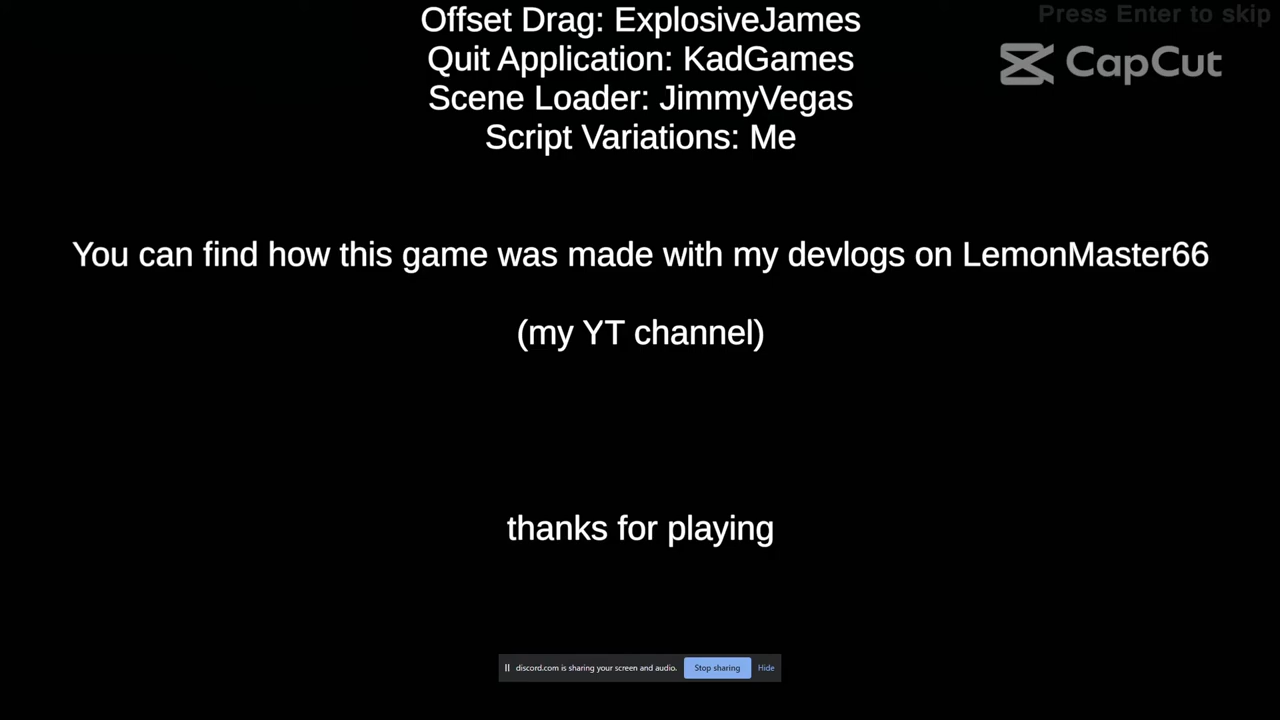 Offset Drag: ExplosiveJames
Press Enter to skip
Quit Application: KadGames
CapCut
Scene Loader: JimmyVegas
Script Variations: Me
You can find how this game was made with my devlogs on LemonMaster66
(my YT channel)
thanks for playing
discord.com is sharing your screen and audio.
Stop sharing
Hide